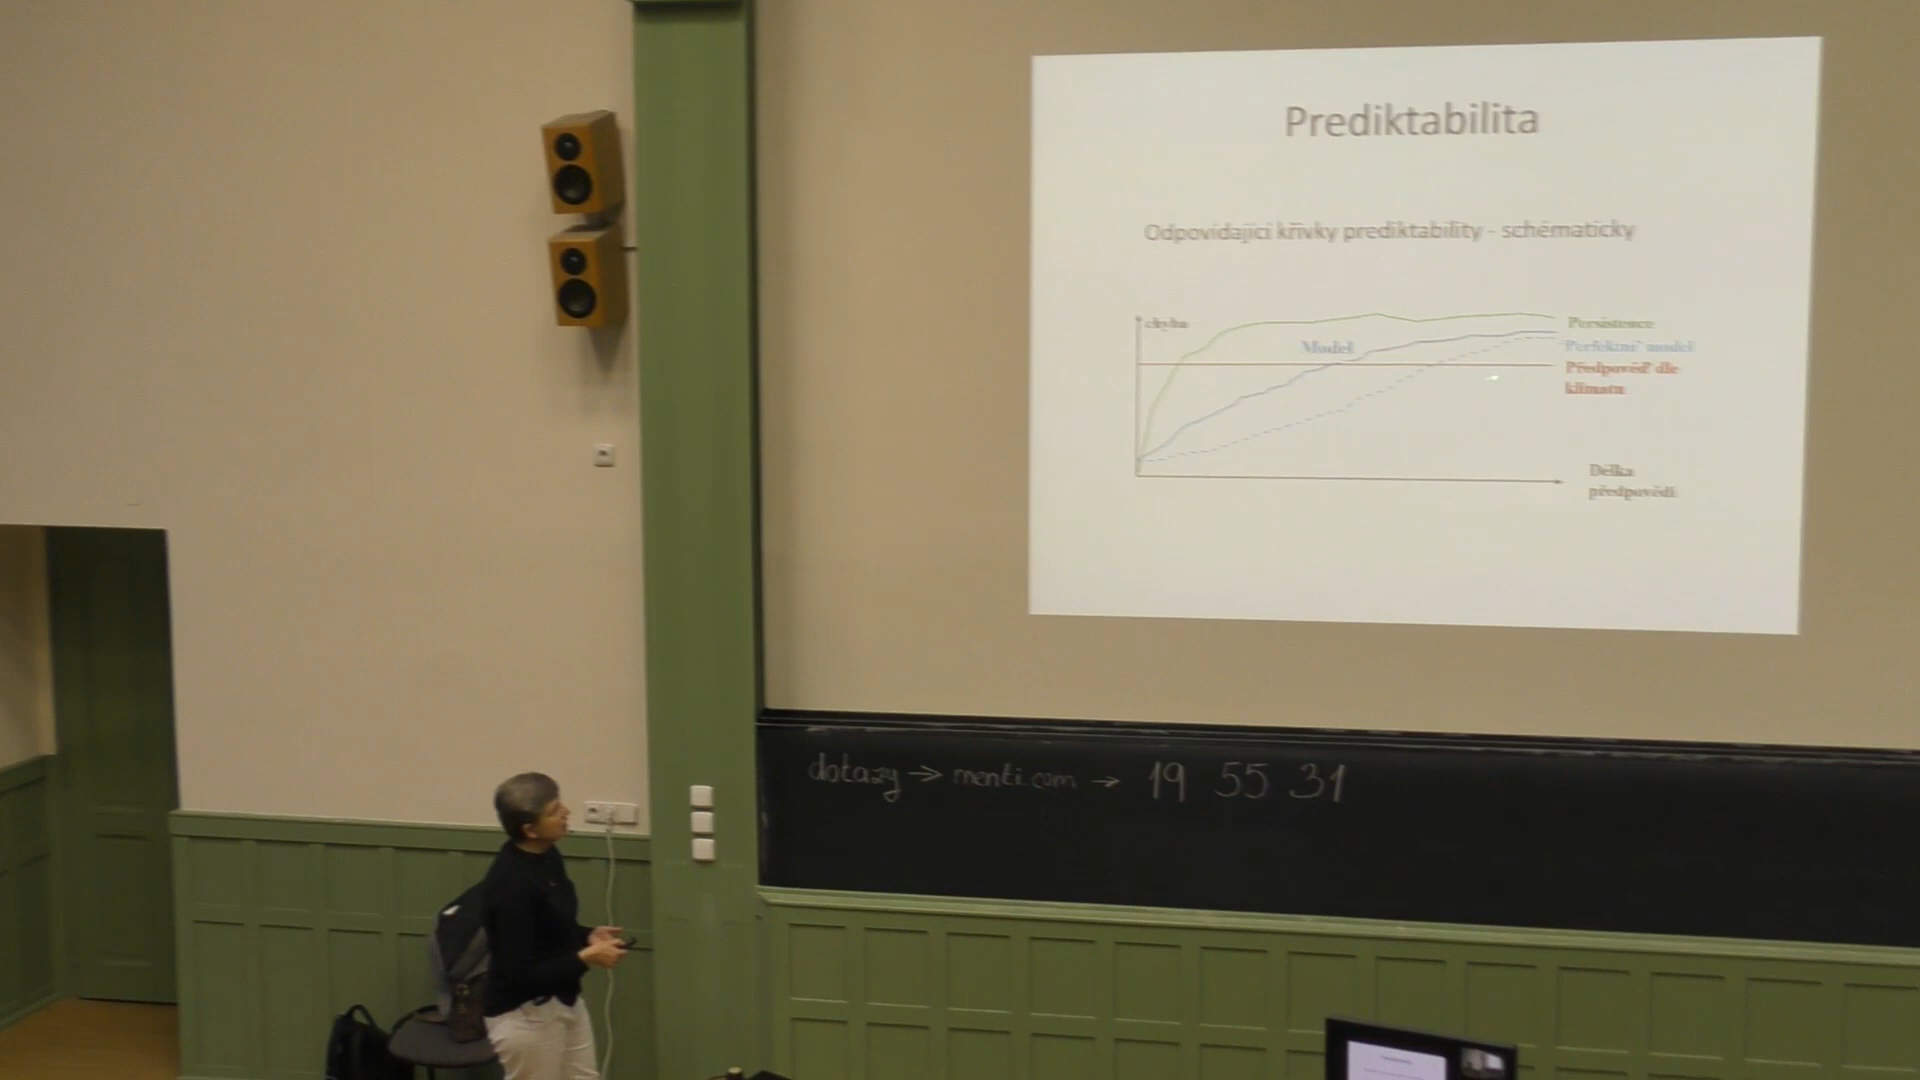 Prediktabilita
Odpovídající křivky prediktability - schématicky
chyba
Model
Persistence
'Perfektní' model
Předpověď dle
klimatu
Délka
předpovědi
dotazy → menti.com → 19 55 31